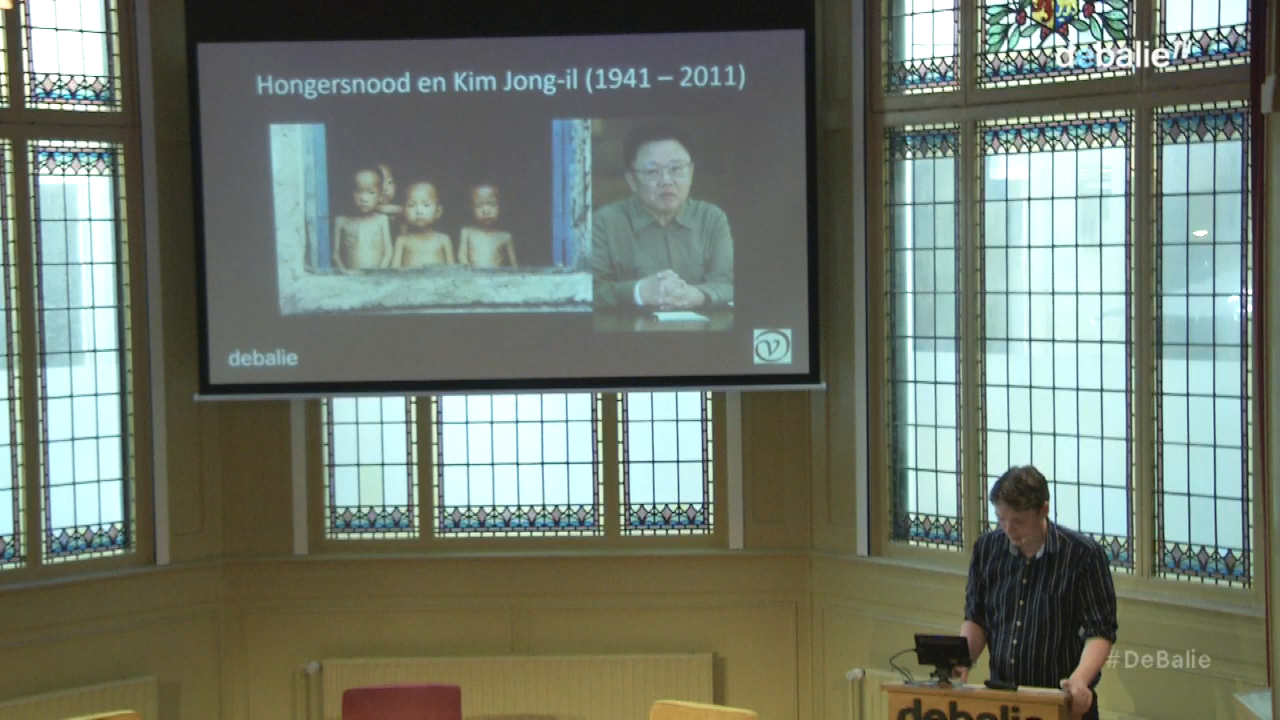 debalie
Hongersnood en Kim Jong-il (1941 – 2011)
debalie
v
#DeBalie
debalie